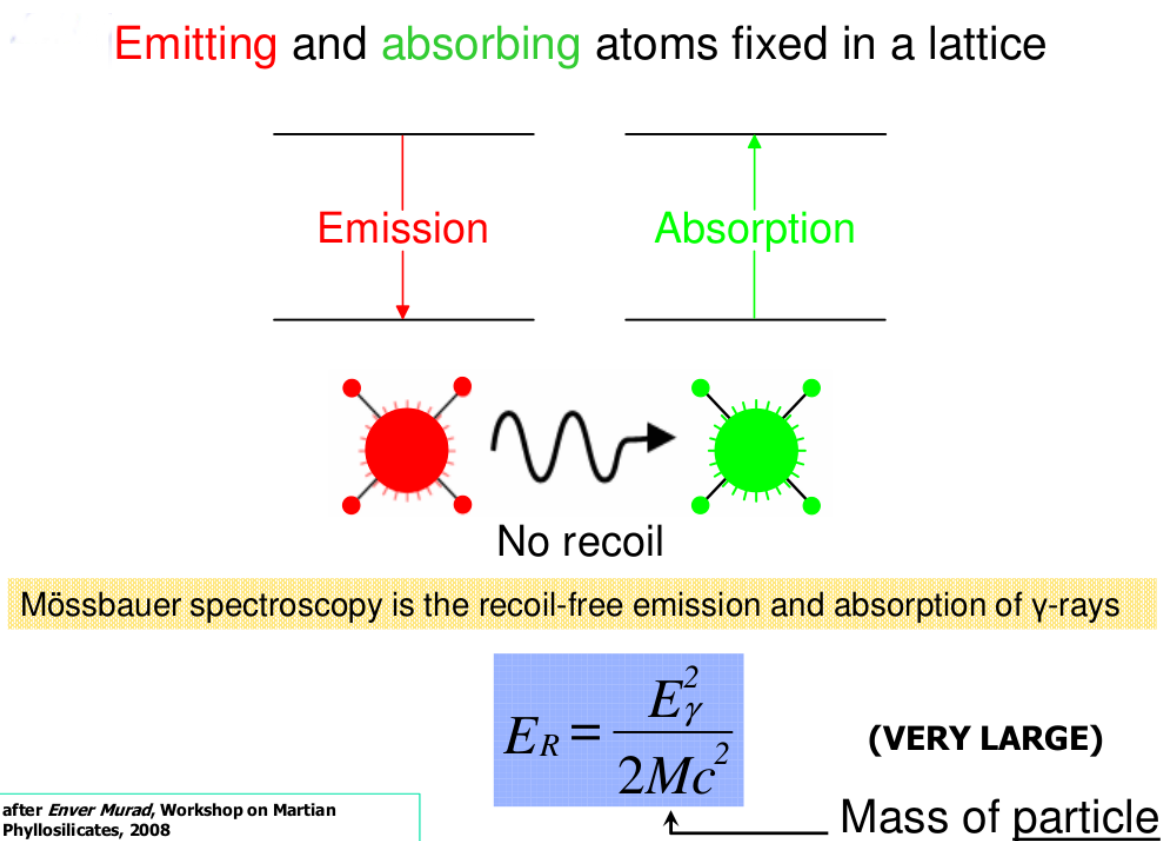 Emitting and absorbing atoms fixed in a lattice
Emission
Absorption
No recoil
Mössbauer spectroscopy is the recoil-free emission and absorption of γ-rays
E_R = E_γ^2 / 2Mc^2
(VERY LARGE)
Mass of particle
after Enver Murad, Workshop on Martian
Phyllosilicates, 2008